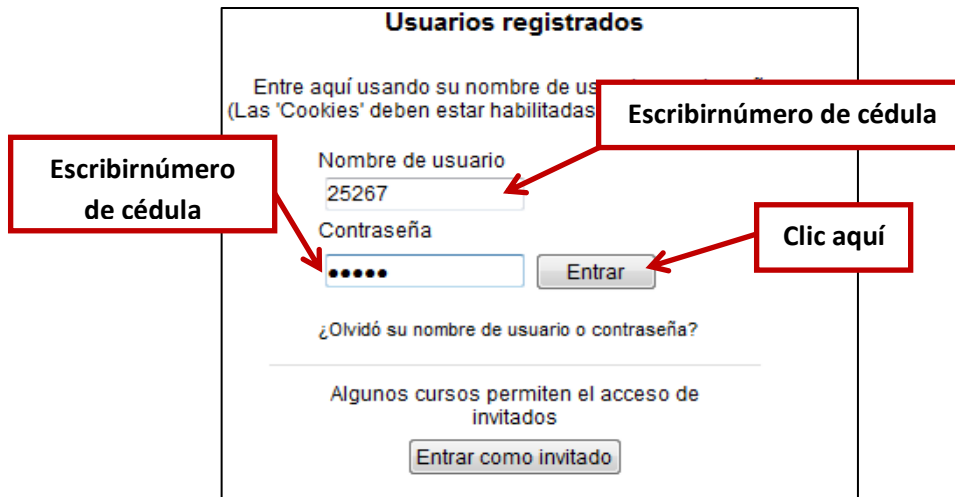 Usuarios registrados
Entre aquí usando su nombre de
(Las 'Cookies' deben estar habilitadas
Escribirnúmero de cédula
Nombre de usuario
25267
Escribirnúmero
de cédula
Contraseña
•••••
Entrar
Clic aquí
¿Olvidó su nombre de usuario o contraseña?
Algunos cursos permiten el acceso de
invitados
Entrar como invitado